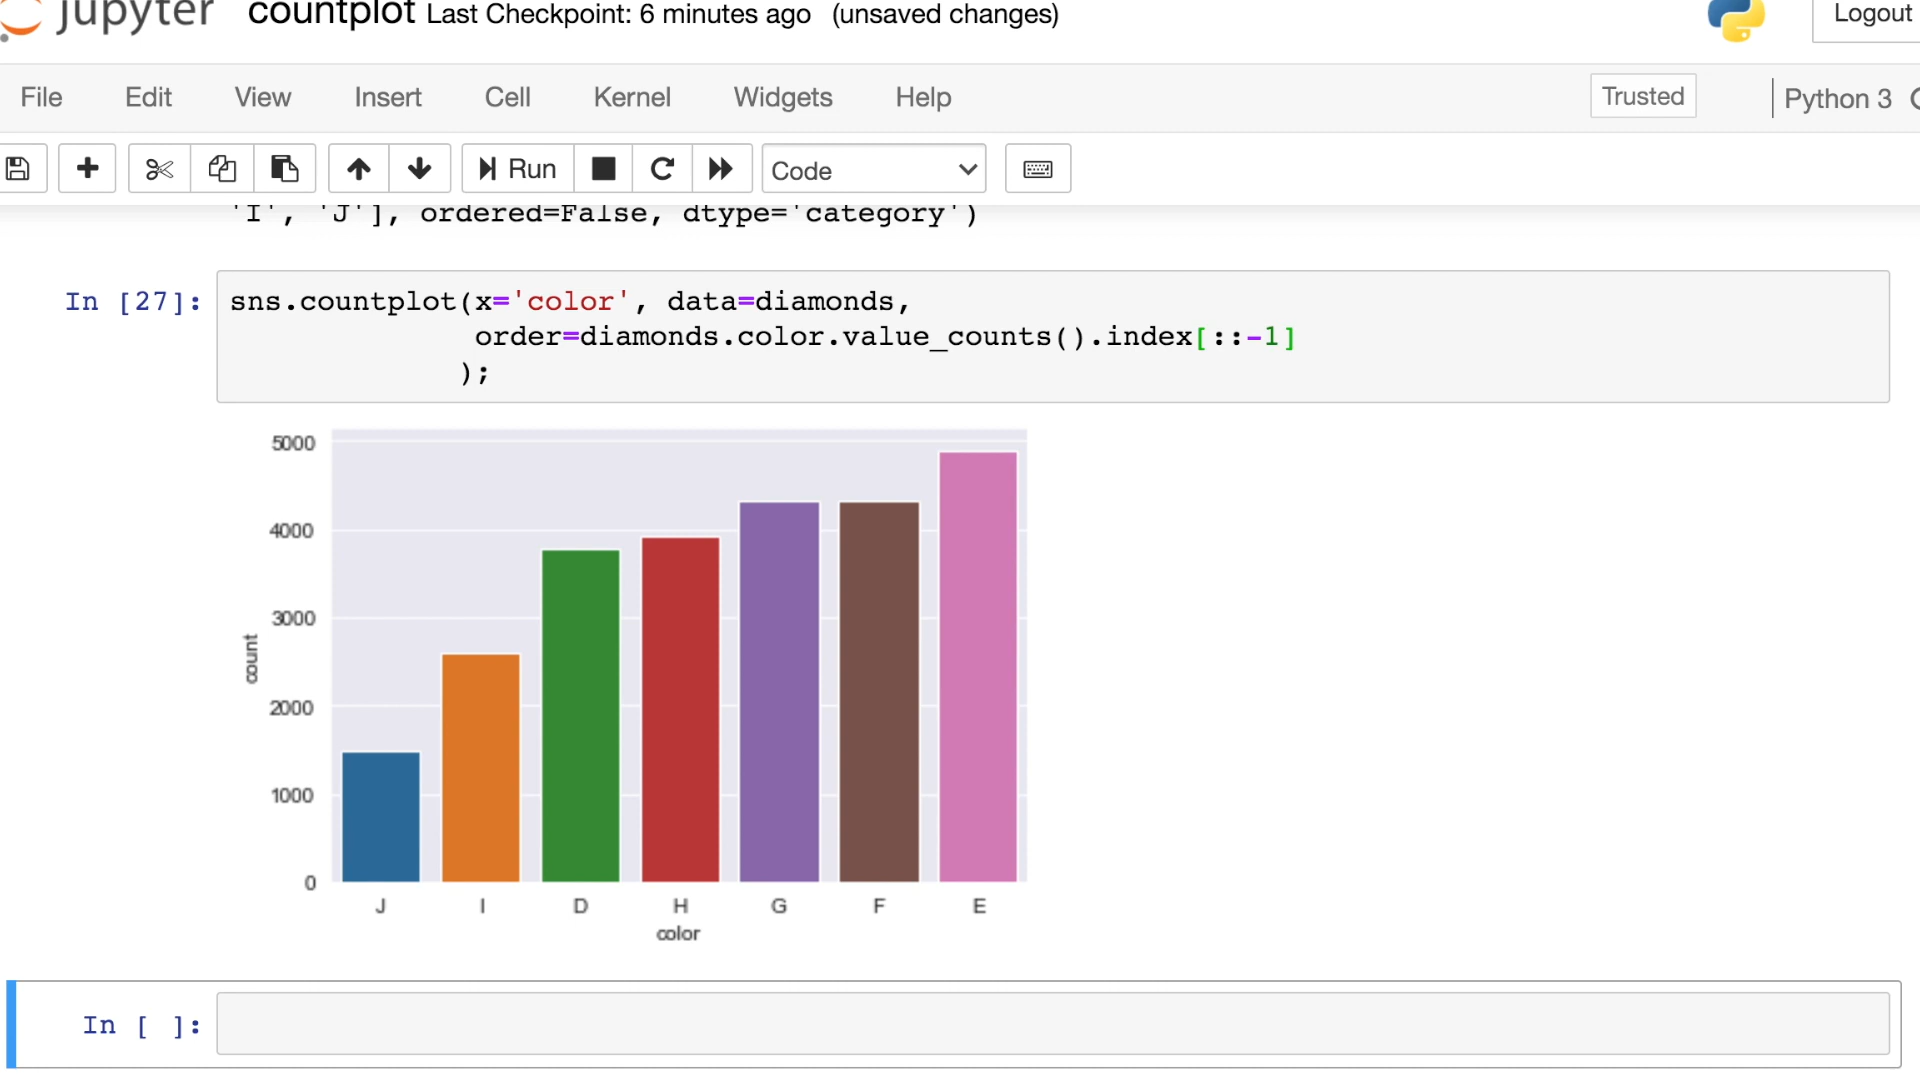 jupyter countplot Last Checkpoint: 6 minutes ago (unsaved changes) Logout
File Edit View Insert Cell Kernel Widgets Help Trusted Python 3
Run Code
'I', 'J'], ordered=False, dtype='category')
In [27]: sns.countplot(x='color', data=diamonds,
order=diamonds.color.value_counts().index[::-1]
);
5000
4000
3000
2000
1000
0
count
J I D H G F E
color
In [ ]: